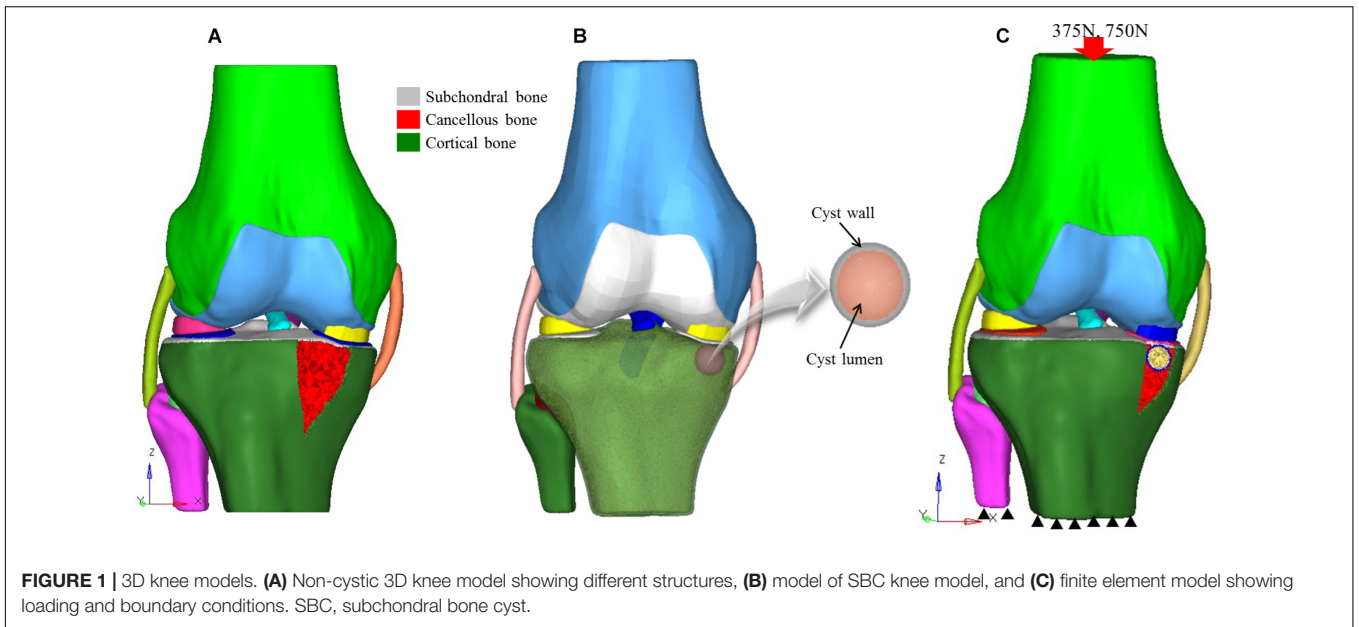 A
B
C
375N, 750N
Subchondral bone
Cancellous bone
Cortical bone
Cyst wall
Cyst lumen
Z
Y
X
Z
Y
X
FIGURE 1 | 3D knee models. (A) Non-cystic 3D knee model showing different structures, (B) model of SBC knee model, and (C) finite element model showing
loading and boundary conditions. SBC, subchondral bone cyst.